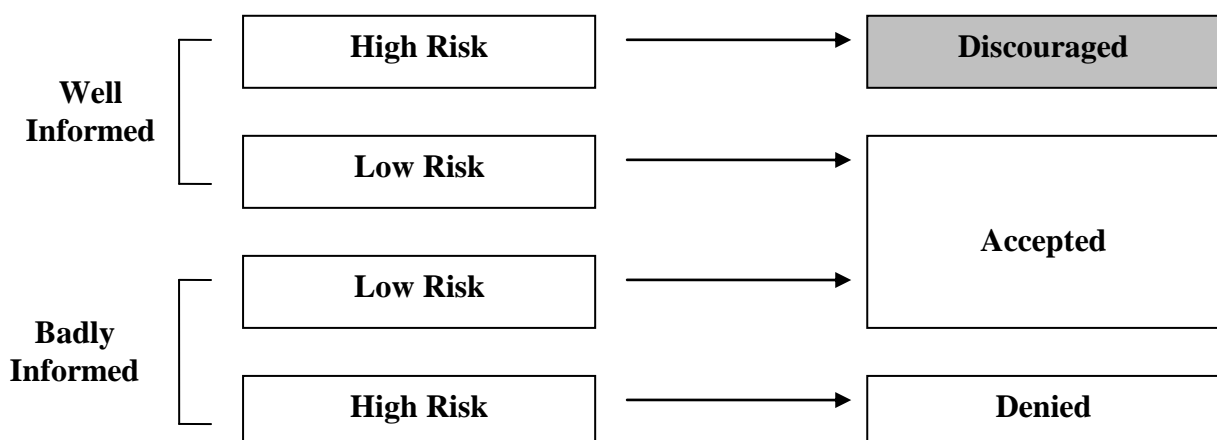 High Risk
Discouraged
Well
Informed
Low Risk
Accepted
Low Risk
Badly
Informed
High Risk
Denied